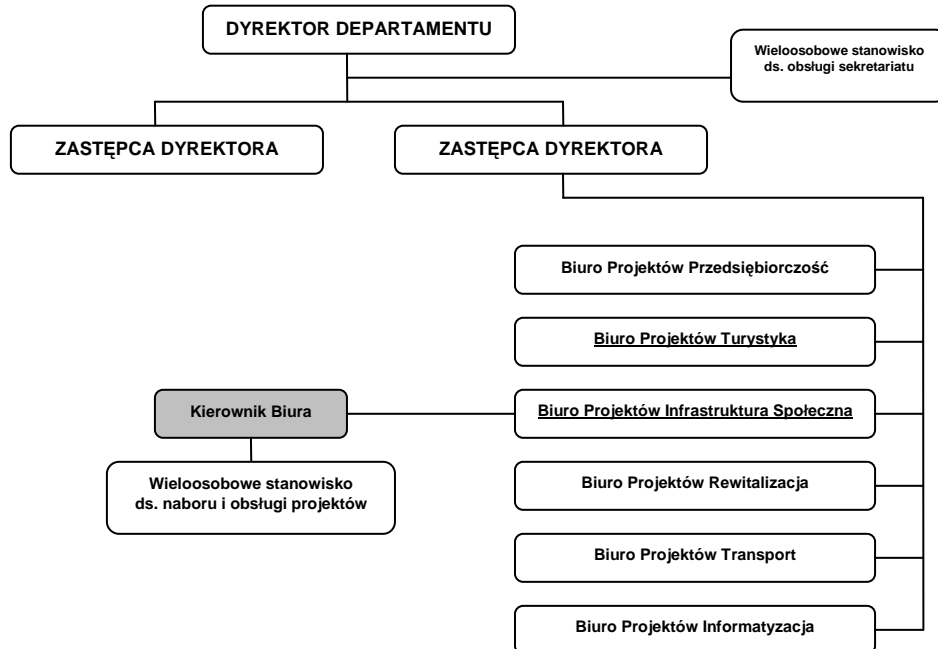 DYREKTOR DEPARTAMENTU
Wieloosobowe stanowisko
ds. obsługi sekretariatu
ZASTĘPCA DYREKTORA
ZASTĘPCA DYREKTORA
Biuro Projektów Przedsiębiorczość
Biuro Projektów Turystyka
Kierownik Biura
Biuro Projektów Infrastruktura Społeczna
Wieloosobowe stanowisko
ds. naboru i obsługi projektów
Biuro Projektów Rewitalizacja
Biuro Projektów Transport
Biuro Projektów Informatyzacja